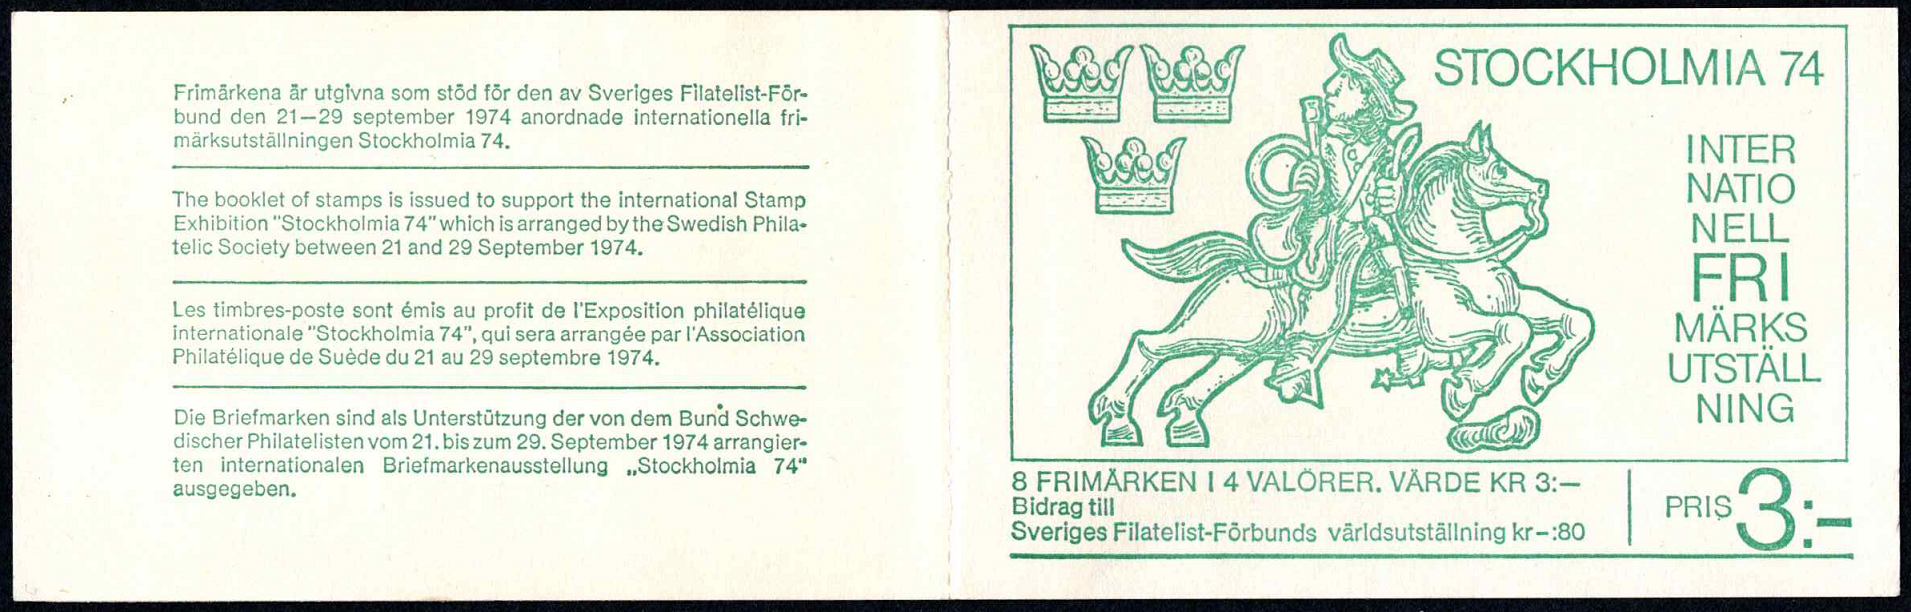 Frimärkena är utgivna som stöd för den av Sveriges Filatelist-För-
bund den 21–29 september 1974 anordnade internationella fri-
märksutställningen Stockholmia 74.
The booklet of stamps is issued to support the international Stamp
Exhibition "Stockholmia 74" which is arranged by the Swedish Phila-
telic Society between 21 and 29 September 1974.
Les timbres-poste sont émis au profit de l'Exposition philatélique
internationale "Stockholmia 74", qui sera arrangée par l'Association
Philatélique de Suède du 21 au 29 septembre 1974.
Die Briefmarken sind als Unterstützung der von dem Bund Schwe-
discher Philatelisten vom 21. bis zum 29. September 1974 arrangier-
ten internationalen Briefmarkenausstellung „Stockholmia 74"
ausgegeben.
STOCKHOLMIA 74
INTER
NATIO
NELL
FRI
MÄRKS
UTSTÄLL
NING
8 FRIMÄRKEN I 4 VALÖRER. VÄRDE KR 3:–
Bidrag till
Sveriges Filatelist-Förbunds världsutställning kr –:80
PRIS 3:–